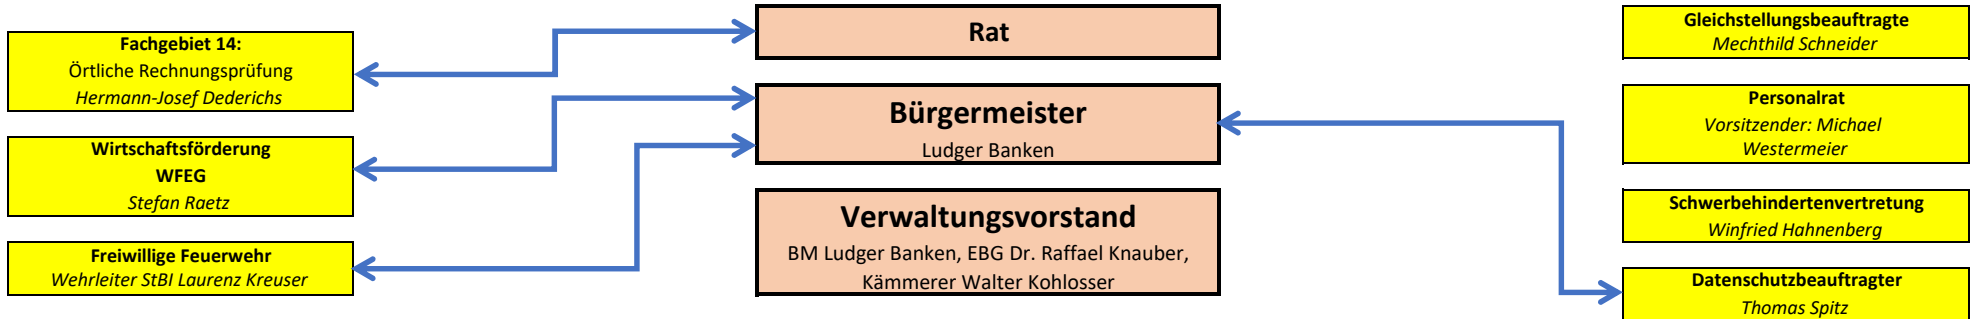 Fachgebiet 14:
Örtliche Rechnungsprüfung
Hermann-Josef Dederichs
Wirtschaftsförderung
WFEG
Stefan Raetz
Freiwillige Feuerwehr
Wehrleiter StBI Laurenz Kreuser
Rat
Bürgermeister
Ludger Banken
Verwaltungsvorstand
BM Ludger Banken, EBG Dr. Raffael Knauber,
Kämmerer Walter Kohlosser
Gleichstellungsbeauftragte
Mechthild Schneider
Personalrat
Vorsitzender: Michael
Westermeier
Schwerbehindertenvertretung
Winfried Hahnenberg
Datenschutzbeauftragter
Thomas Spitz